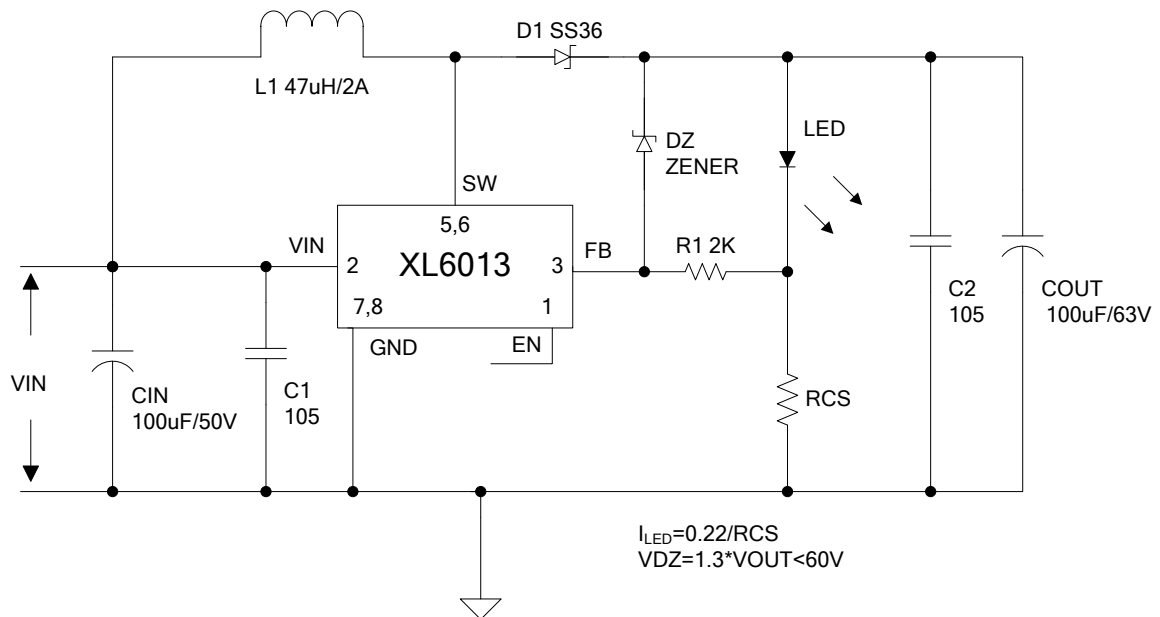 D1 SS36
L1 47uH/2A
DZ
ZENER
LED
SW
5,6
VIN
2
XL6013
3
FB
R1 2K
7,8
1
GND
EN
C2
105
COUT
100uF/63V
VIN
CIN
100uF/50V
C1
105
RCS
ILED=0.22/RCS
VDZ=1.3*VOUT<60V